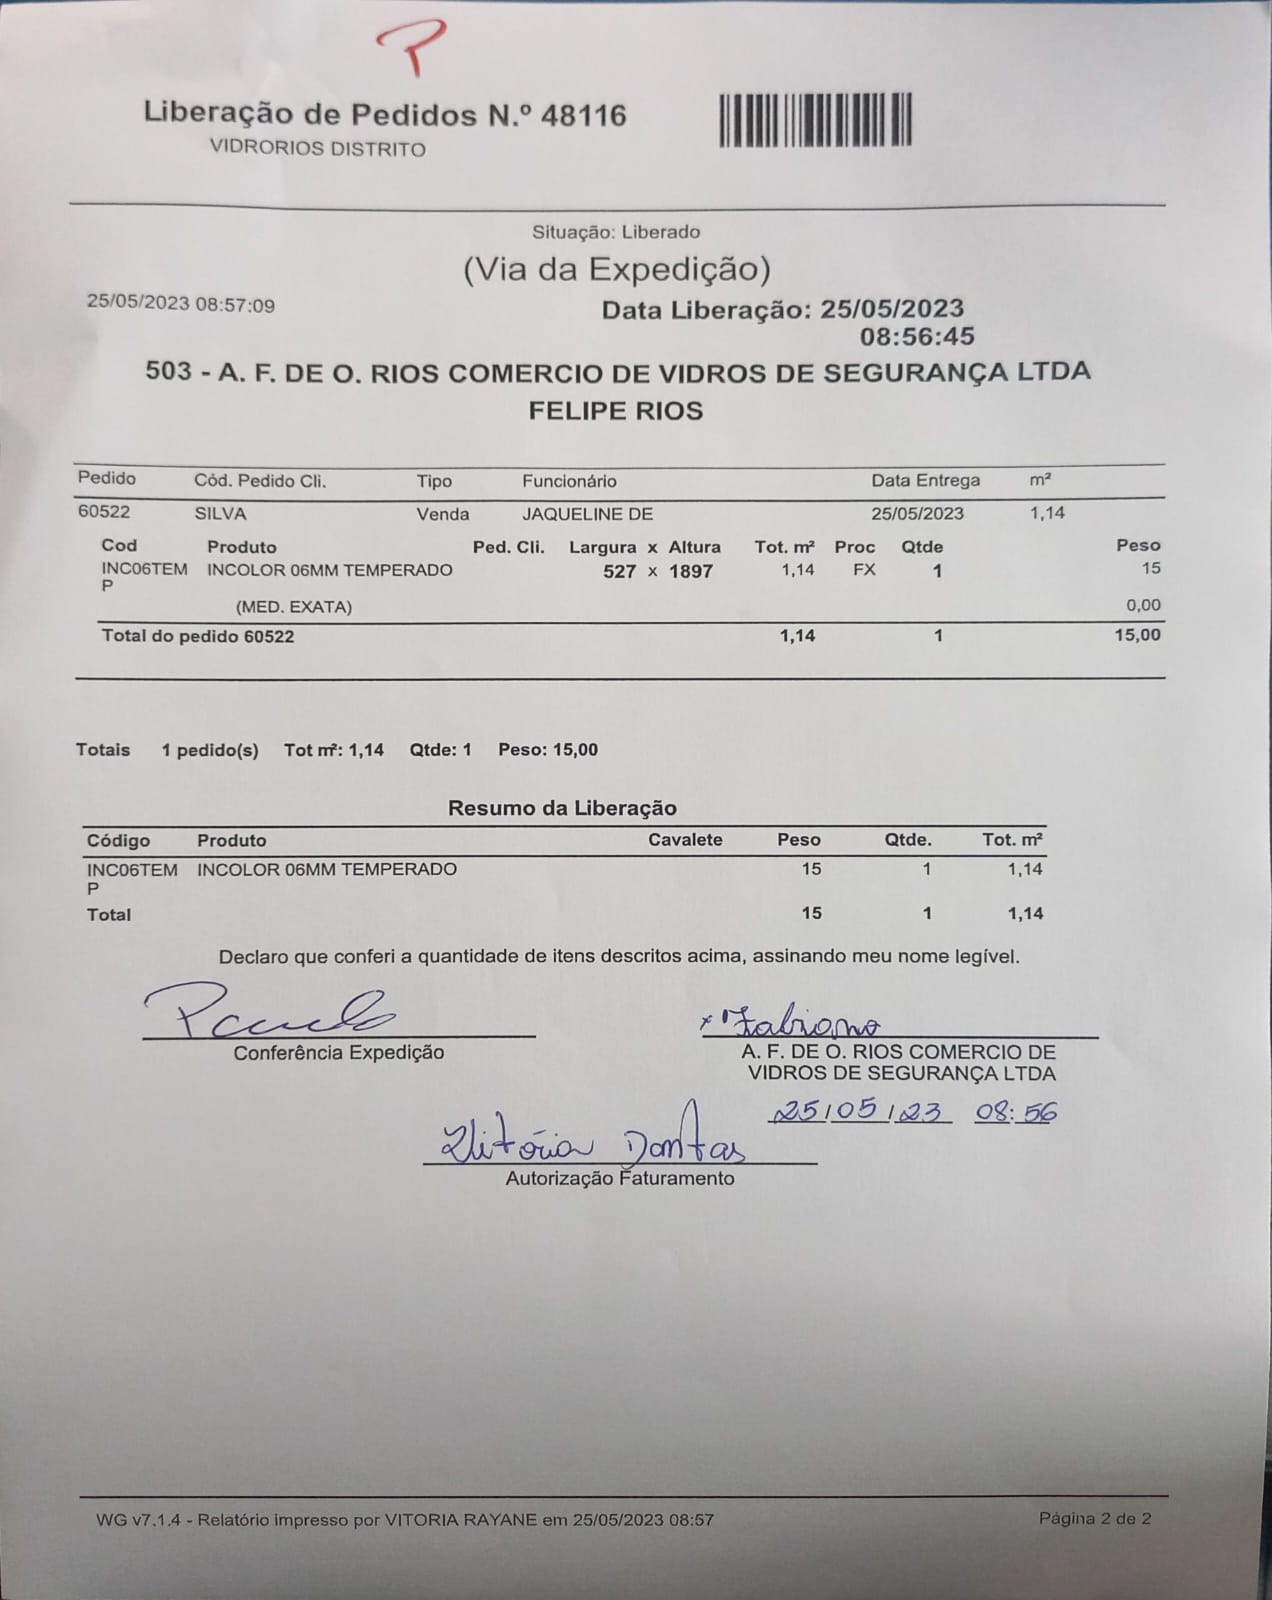 P
Liberação de Pedidos N.º 48116
VIDRORIOS DISTRITO
Situação: Liberado
(Via da Expedição)
25/05/2023 08:57:09
Data Liberação: 25/05/2023
08:56:45
503 - A. F. DE O. RIOS COMERCIO DE VIDROS DE SEGURANÇA LTDA
FELIPE RIOS
Pedido Cód. Pedido Cli. Tipo Funcionário Data Entrega m²
60522 SILVA Venda JAQUELINE DE 25/05/2023 1,14
Cod Produto Ped. Cli. Largura x Altura Tot. m² Proc Qtde Peso
INC06TEM INCOLOR 06MM TEMPERADO 527 x 1897 1,14 FX 1 15
P
(MED. EXATA) 0,00
Total do pedido 60522 1,14 1 15,00
Totais 1 pedido(s) Tot m²: 1,14 Qtde: 1 Peso: 15,00
Resumo da Liberação
Código Produto Cavalete Peso Qtde. Tot. m²
INC06TEM INCOLOR 06MM TEMPERADO 15 1 1,14
P
Total 15 1 1,14
Declaro que conferi a quantidade de itens descritos acima, assinando meu nome legível.
Paulo x Fabiano
Conferência Expedição
A. F. DE O. RIOS COMERCIO DE
VIDROS DE SEGURANÇA LTDA
25/05/23 08:56
Vitória Dantas
Autorização Faturamento
WG v7.1.4 - Relatório impresso por VITORIA RAYANE em 25/05/2023 08:57 Página 2 de 2